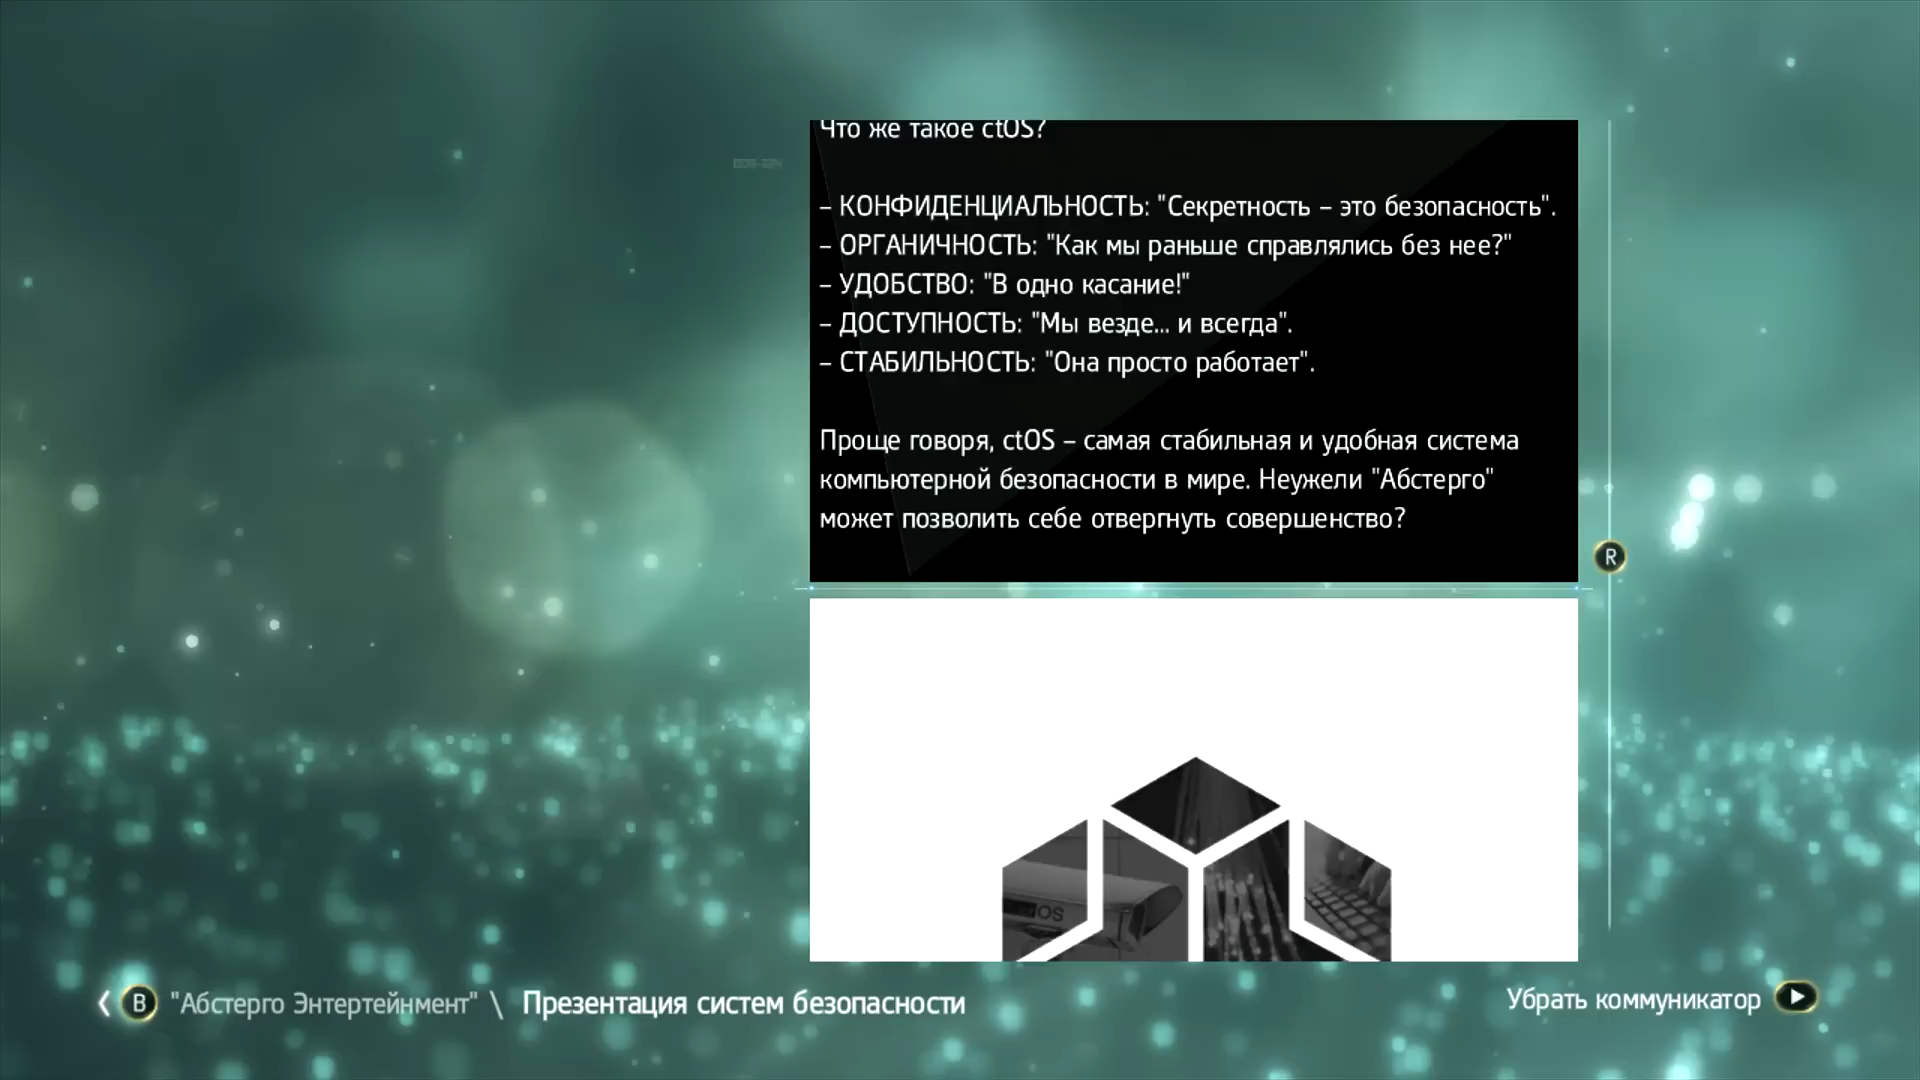 Что же такое ctOS?
– КОНФИДЕНЦИАЛЬНОСТЬ: "Секретность – это безопасность".
– ОРГАНИЧНОСТЬ: "Как мы раньше справлялись без нее?"
– УДОБСТВО: "В одно касание!"
– ДОСТУПНОСТЬ: "Мы везде... и всегда".
– СТАБИЛЬНОСТЬ: "Она просто работает".
Проще говоря, ctOS – самая стабильная и удобная система
компьютерной безопасности в мире. Неужели "Абстерго"
может позволить себе отвергнуть совершенство?
R
OS
B "Абстерго Энтертейнмент" \ Презентация систем безопасности
Убрать коммуникатор